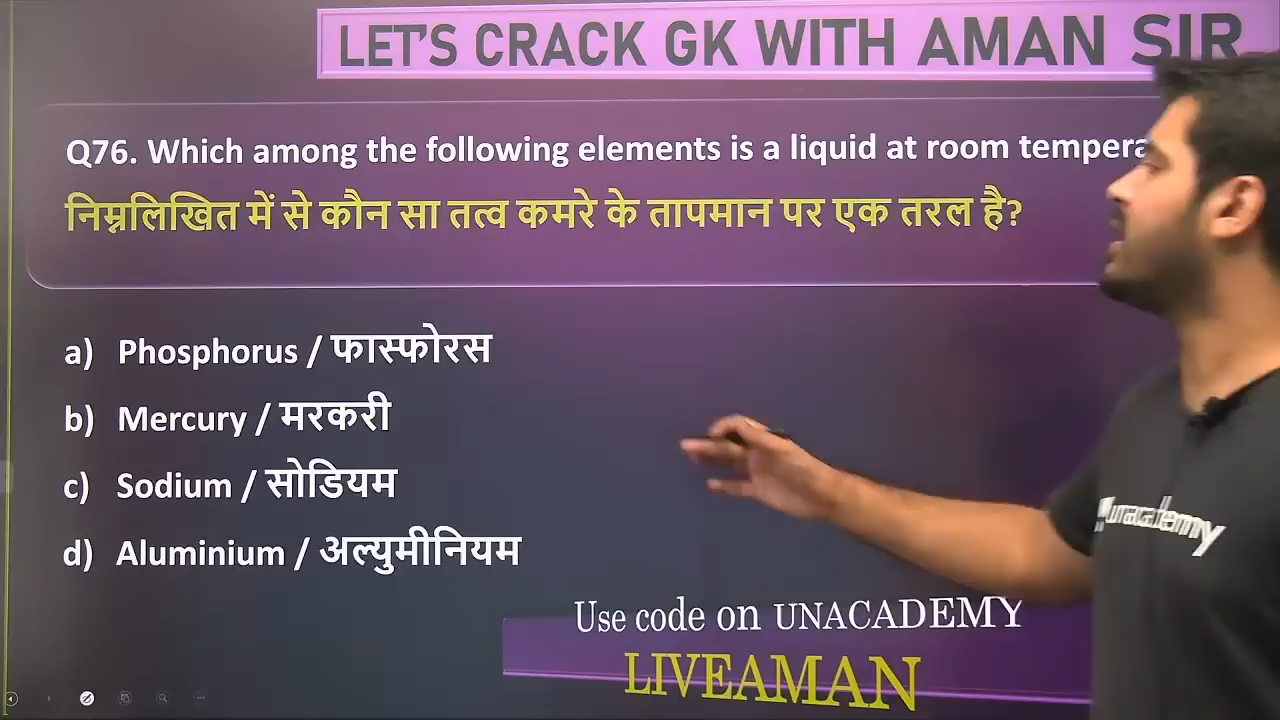 LET'S CRACK GK WITH AMAN SIR
Q76. Which among the following elements is a liquid at room
निम्नलिखित में से कौन सा तत्व कमरे के तापमान पर एक तरल है?
a) Phosphorus / फास्फोरस
b) Mercury / मरकरी
c) Sodium / सोडियम
d) Aluminium / अल्युमीनियम
unacademy
Use code on UNACADEMY
LIVEAMAN